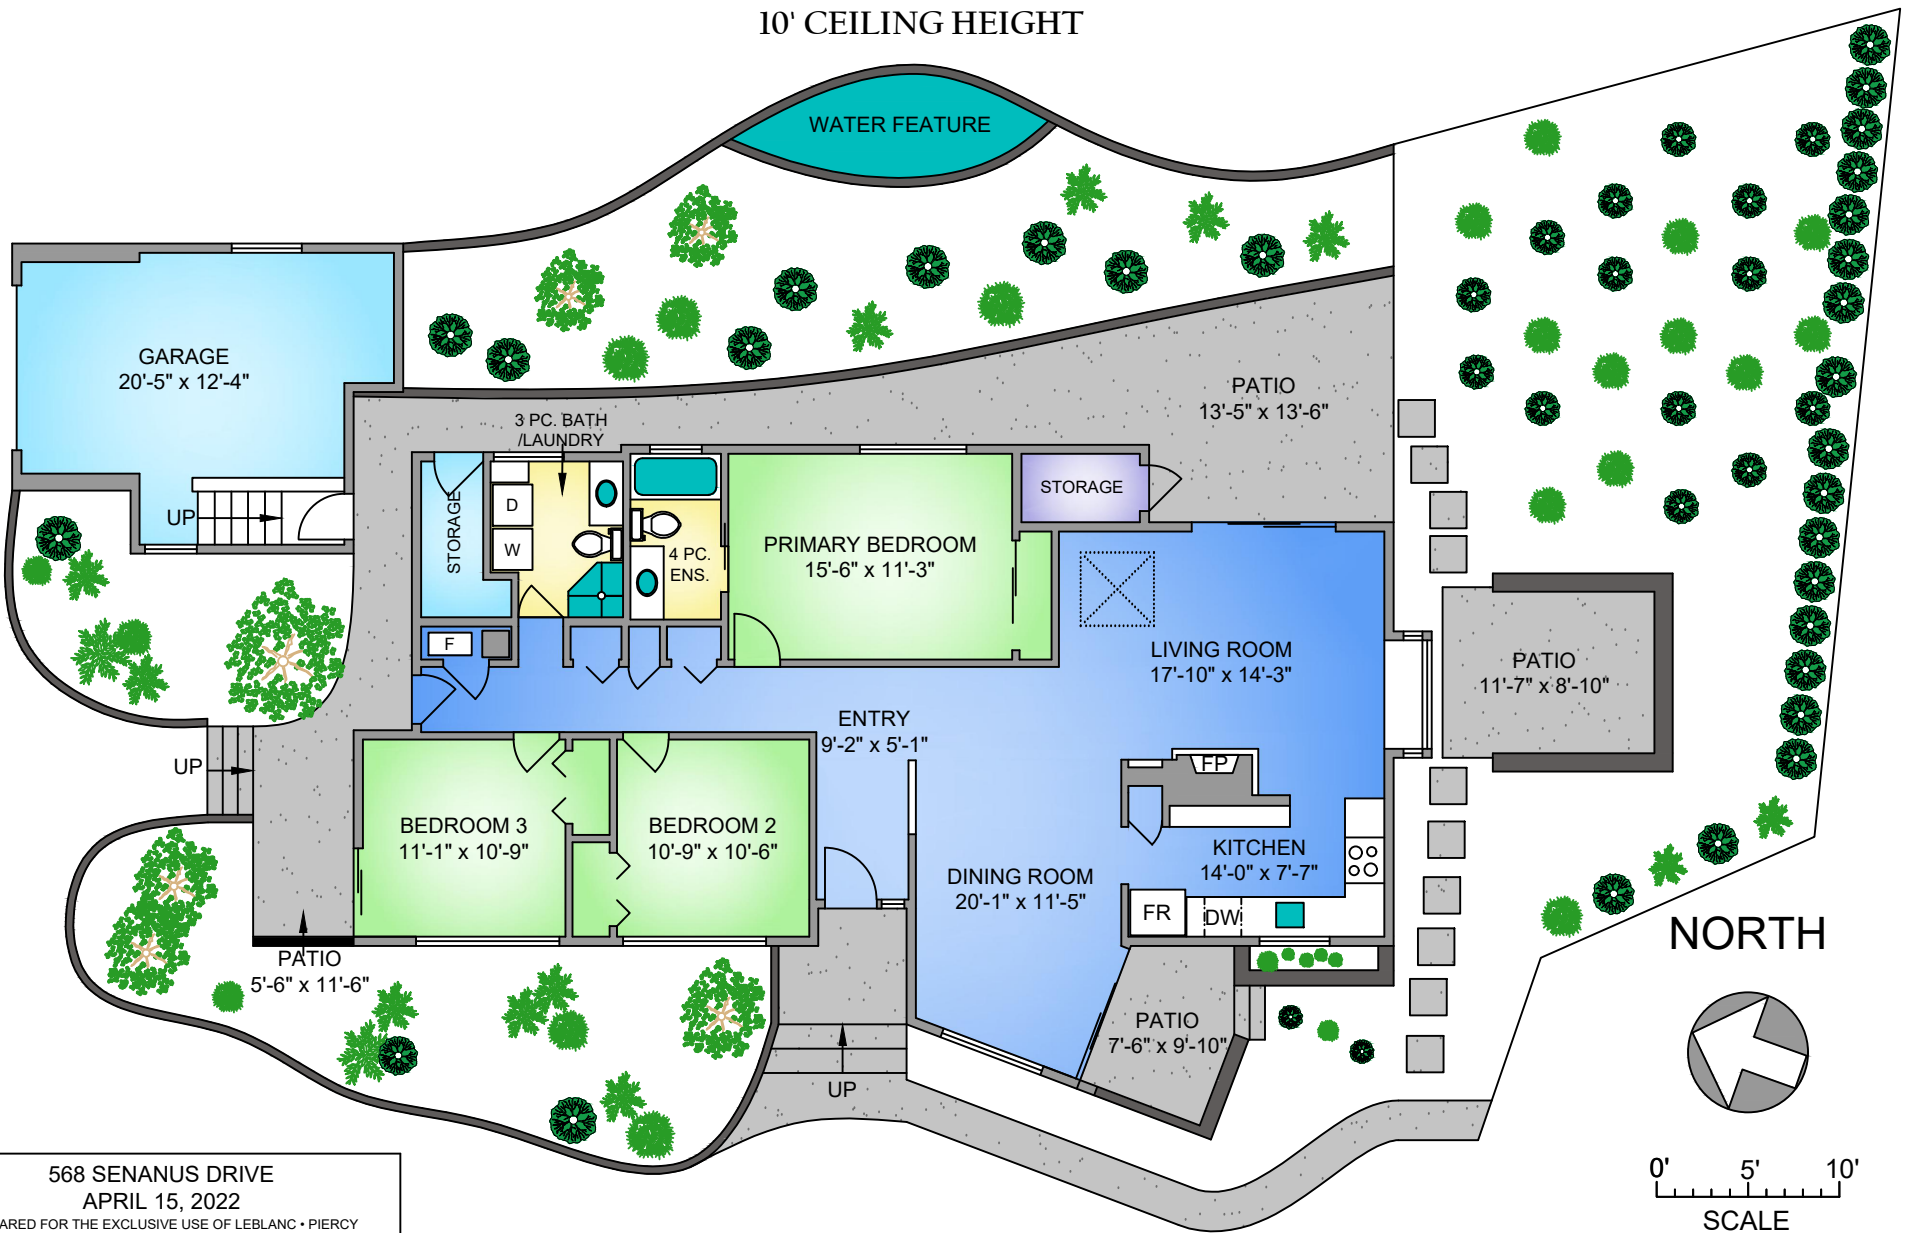 10' CEILING HEIGHT
WATER FEATURE
GARAGE
20'-5" x 12'-4"
PATIO
13'-5" x 13'-6"
3 PC. BATH
/LAUNDRY
STORAGE
D
W
4 PC.
ENS.
PRIMARY BEDROOM
15'-6" x 11'-3"
STORAGE
UP
F
LIVING ROOM
17'-10" x 14'-3"
PATIO
11'-7" x 8'-10"
ENTRY
9'-2" x 5'-1"
UP
FP
BEDROOM 3
11'-1" x 10'-9"
BEDROOM 2
10'-9" x 10'-6"
KITCHEN
14'-0" x 7'-7"
DINING ROOM
20'-1" x 11'-5"
FR
DW
PATIO
5'-6" x 11'-6"
PATIO
7'-6" x 9'-10"
UP
NORTH
0' 5' 10'
SCALE
568 SENANUS DRIVE
APRIL 15, 2022
ARED FOR THE EXCLUSIVE USE OF LEBLANC • PIERCY